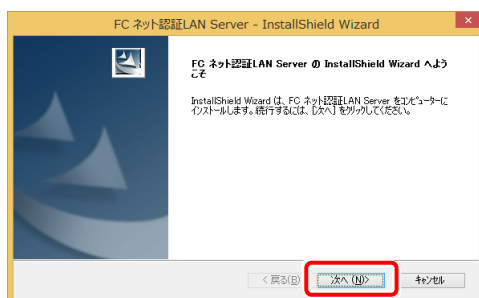 FC ネット認証LAN Server - InstallShield Wizard
FC ネット認証LAN Server の InstallShield Wizard へよう
こそ
InstallShield Wizard は、FC ネット認証LAN Server をコンピューターに
インストールします。続行するには、[次へ] をクリックしてください。
< 戻る(B)
次へ (N)>
キャンセル